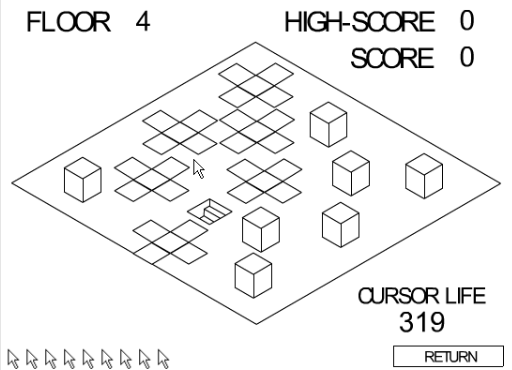 FLOOR 4
HIGH-SCORE 0
SCORE 0
CURSOR LIFE
319
RETURN